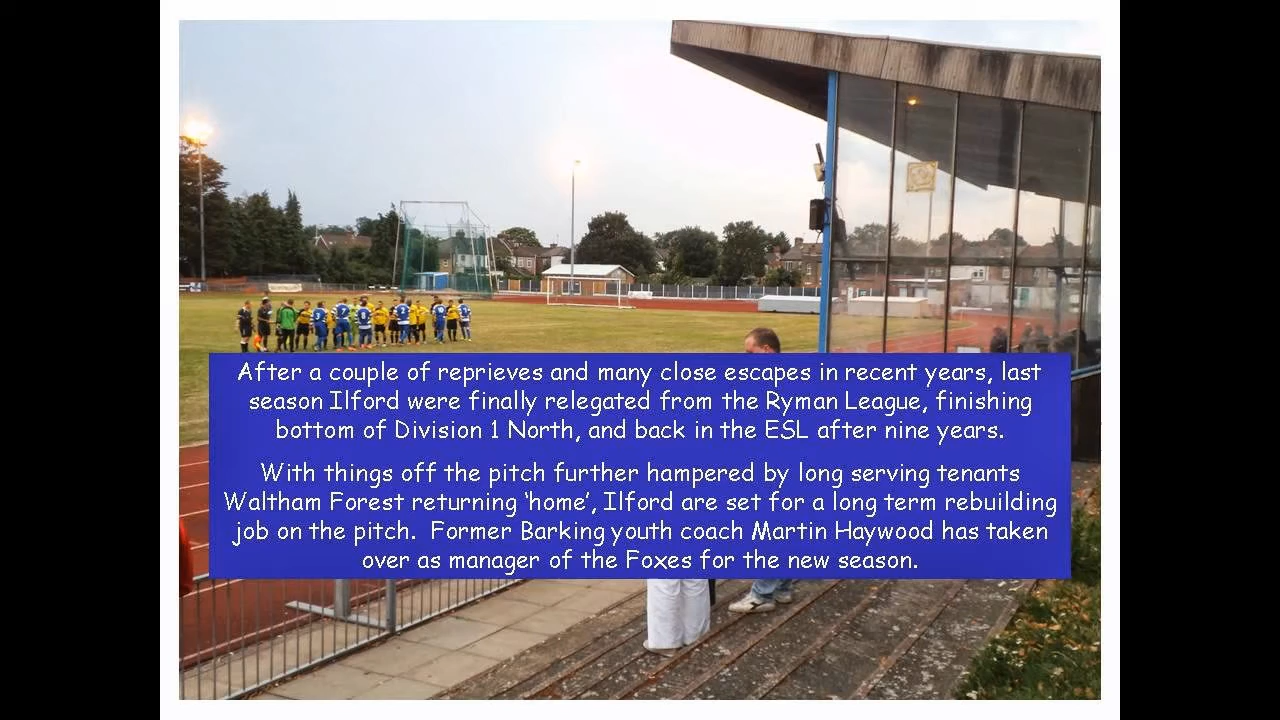 After a couple of reprieves and many close escapes in recent years, last
season Ilford were finally relegated from the Ryman League, finishing
bottom of Division 1 North, and back in the ESL after nine years.
With things off the pitch further hampered by long serving tenants
Waltham Forest returning ‘home’, Ilford are set for a long term rebuilding
job on the pitch.  Former Barking youth coach Martin Haywood has taken
over as manager of the Foxes for the new season.